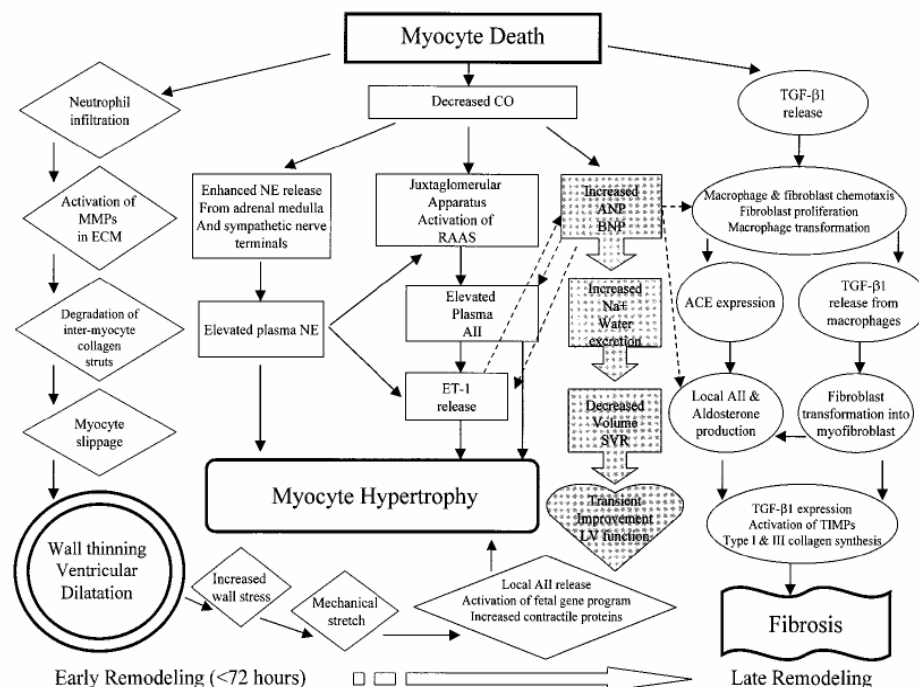 Myocyte Death
Neutrophil
infiltration
Decreased CO
TGF-β1
release
Activation of
MMPs
in ECM
Enhanced NE release
From adrenal medulla
And sympathetic nerve
terminals
Juxtaglomerular
Apparatus
Activation of
RAAS
Increased
ANP
BNP
Macrophage & fibroblast chemotaxis
Fibroblast proliferation
Macrophage transformation
Degradation of
inter-myocyte
collagen
struts
Elevated plasma NE
Elevated
Plasma
AII
Increased
Na+
Water
excretion
ACE expression
TGF-β1
release from
macrophages
Myocyte
slippage
ET-1
release
Decreased
Volume
SVR
Local AII &
Aldosterone
production
Fibroblast
transformation into
myofibroblast
Myocyte Hypertrophy
Transient
Improvement
LV function
TGF-β1 expression
Activation of TIMPs
Type I & III collagen synthesis
Wall thinning
Ventricular
Dilatation
Increased
wall stress
Mechanical
stretch
Local AII release
Activation of fetal gene program
Increased contractile proteins
Fibrosis
Early Remodeling (<72 hours)
Late Remodeling